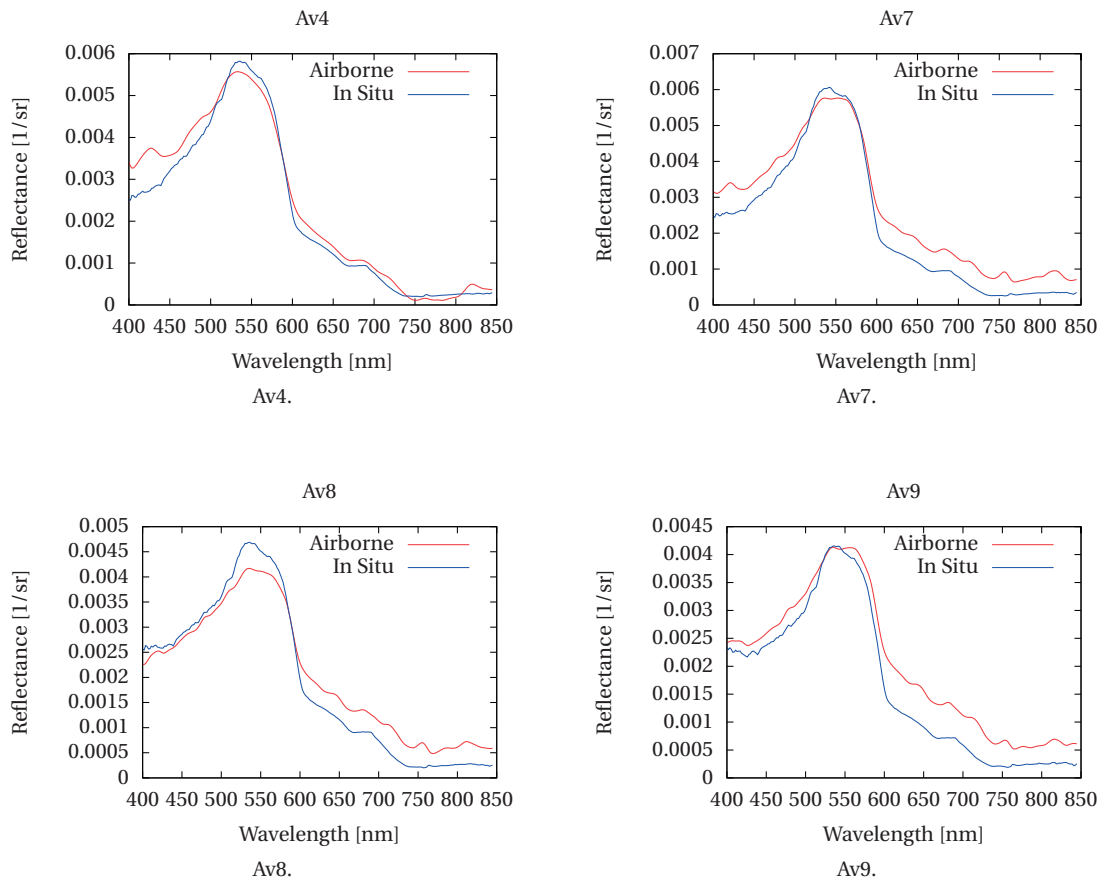 Av4
Reflectance [1/sr]
0.006
0.005
0.004
0.003
0.002
0.001
0
Airborne
In Situ
400 450 500 550 600 650 700 750 800 850
Wavelength [nm]
Av4.
Av7
Reflectance [1/sr]
0.007
0.006
0.005
0.004
0.003
0.002
0.001
0
Airborne
In Situ
400 450 500 550 600 650 700 750 800 850
Wavelength [nm]
Av7.
Av8
Reflectance [1/sr]
0.005
0.0045
0.004
0.0035
0.003
0.0025
0.002
0.0015
0.001
0.0005
0
Airborne
In Situ
400 450 500 550 600 650 700 750 800 850
Wavelength [nm]
Av8.
Av9
Reflectance [1/sr]
0.0045
0.004
0.0035
0.003
0.0025
0.002
0.0015
0.001
0.0005
0
Airborne
In Situ
400 450 500 550 600 650 700 750 800 850
Wavelength [nm]
Av9.